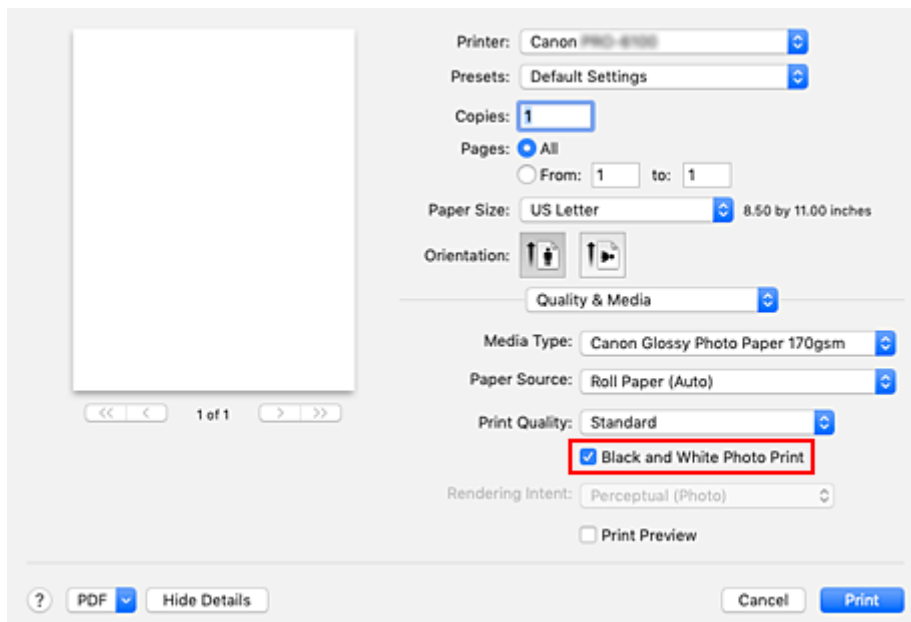 Printer: Canon
Presets: Default Settings
Copies: 1
Pages: All
From: 1 to: 1
Paper Size: US Letter 8.50 by 11.00 inches
Orientation:
Quality & Media
Media Type: Canon Glossy Photo Paper 170gsm
Paper Source: Roll Paper (Auto)
<< < 1 of 1 > >>
Print Quality: Standard
Black and White Photo Print
Rendering Intent: Perceptual (Photo)
Print Preview
? PDF Hide Details Cancel Print